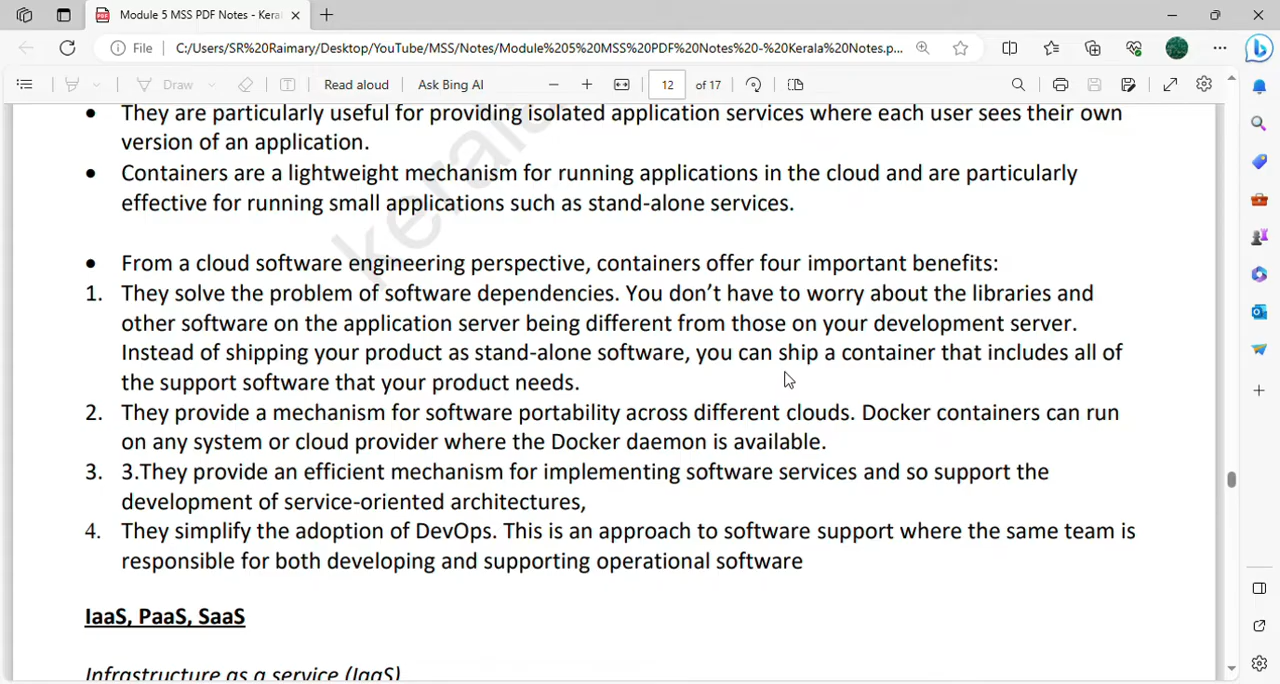 Module 5 MSS PDF Notes - Kera
File
C:/Users/SR%20Raimary/Desktop/YouTube/MSS/Notes/Module%205%20MSS%20PDF%20Notes%20-%20Kerala%20Notes.p...
Draw
Read aloud
Ask Bing AI
12
of 17
• They are particularly useful for providing isolated application services where each user sees their own
version of an application.
• Containers are a lightweight mechanism for running applications in the cloud and are particularly
effective for running small applications such as stand-alone services.
• From a cloud software engineering perspective, containers offer four important benefits:
1. They solve the problem of software dependencies. You don't have to worry about the libraries and
other software on the application server being different from those on your development server.
Instead of shipping your product as stand-alone software, you can ship a container that includes all of
the support software that your product needs.
2. They provide a mechanism for software portability across different clouds. Docker containers can run
on any system or cloud provider where the Docker daemon is available.
3. 3.They provide an efficient mechanism for implementing software services and so support the
development of service-oriented architectures,
4. They simplify the adoption of DevOps. This is an approach to software support where the same team is
responsible for both developing and supporting operational software
IaaS, PaaS, SaaS
Infrastructure as a service (IaaS)